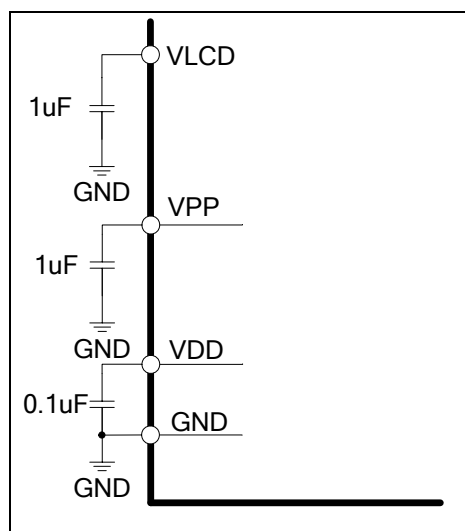 VLCD
1uF
GND
VPP
1uF
GND
VDD
0.1uF
GND
GND